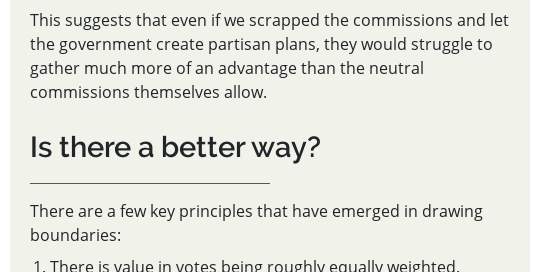 This suggests that even if we scrapped the commissions and let
the government create partisan plans, they would struggle to
gather much more of an advantage than the neutral
commissions themselves allow.
Is there a better way?
There are a few key principles that have emerged in drawing
boundaries:
1. There is value in votes being roughly equally weighted.